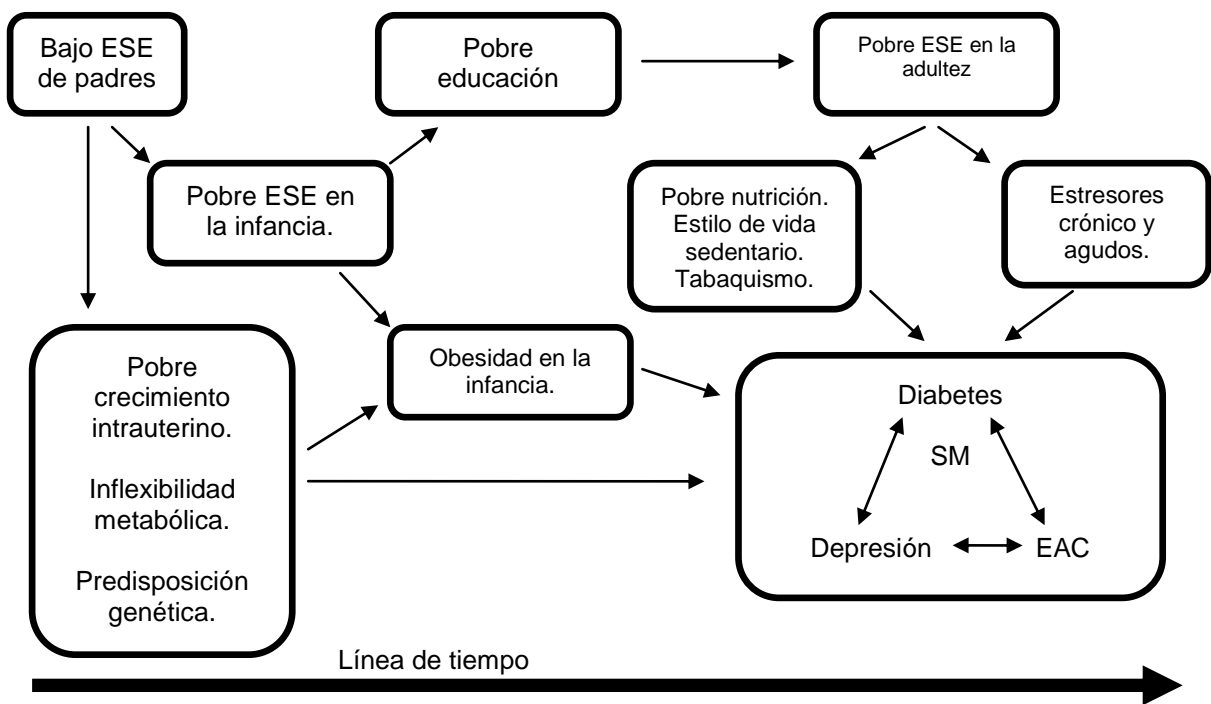 Bajo ESE
de padres
Pobre
educación
Pobre ESE en la
adultez
Pobre ESE en
la infancia.
Pobre nutrición.
Estilo de vida
sedentario.
Tabaquismo.
Estresores
crónico y
agudos.
Pobre
crecimiento
intrauterino.
Inflexibilidad
metabólica.
Predisposición
genética.
Obesidad en la
infancia.
Diabetes
SM
Depresión
EAC
Línea de tiempo